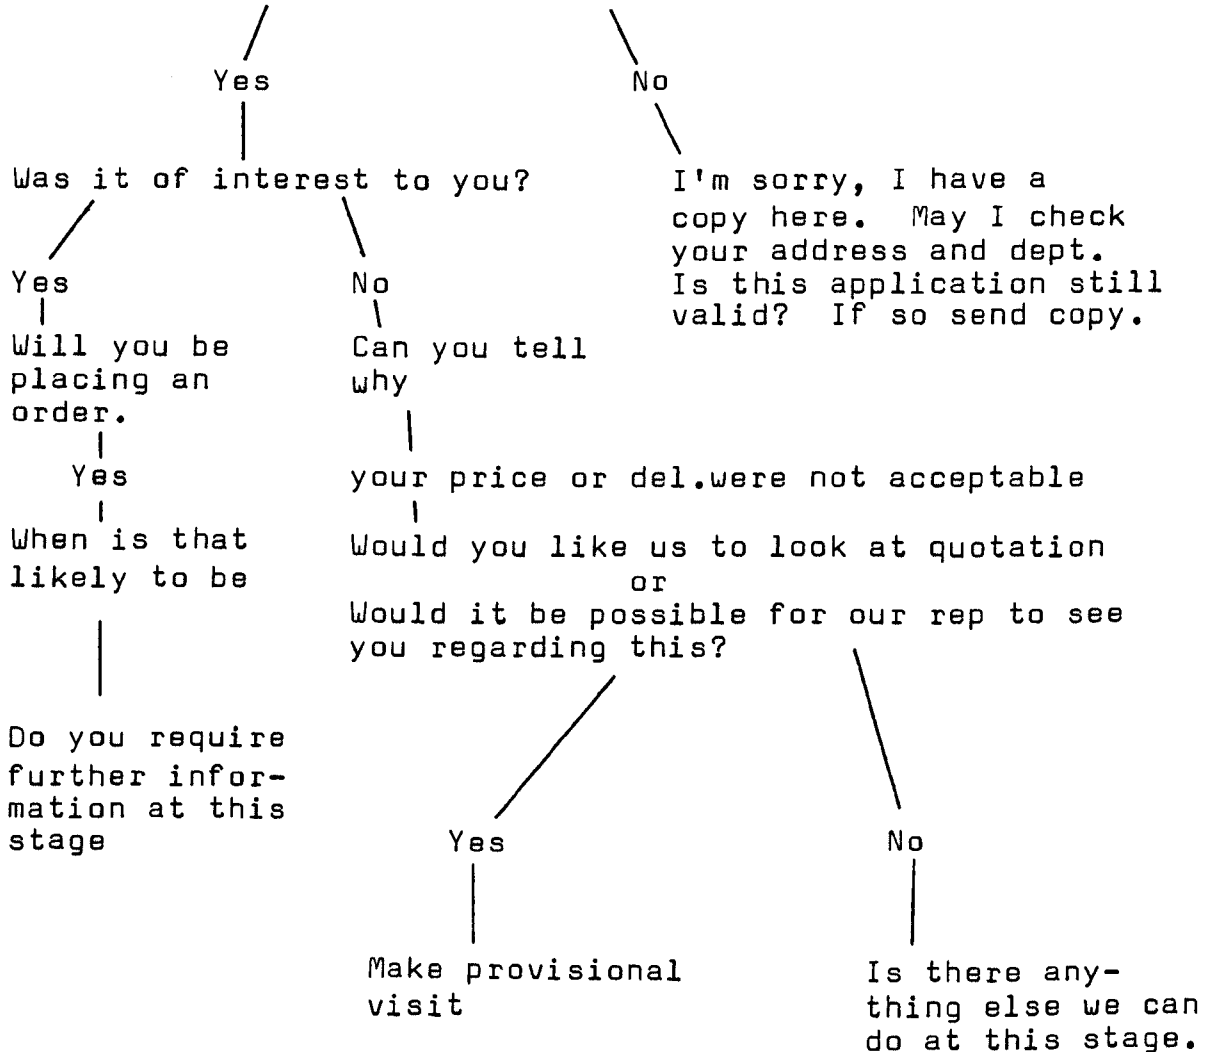 Yes
No
Was it of interest to you?
I'm sorry, I have a
copy here. May I check
your address and dept.
Is this application still
valid? If so send copy.
Yes
No
Will you be
placing an
order.
Can you tell
why
Yes
your price or del.were not acceptable
When is that
likely to be
Would you like us to look at quotation
or
Would it be possible for our rep to see
you regarding this?
Do you require
further infor-
mation at this
stage
Yes
No
Make provisional
visit
Is there any-
thing else we can
do at this stage.